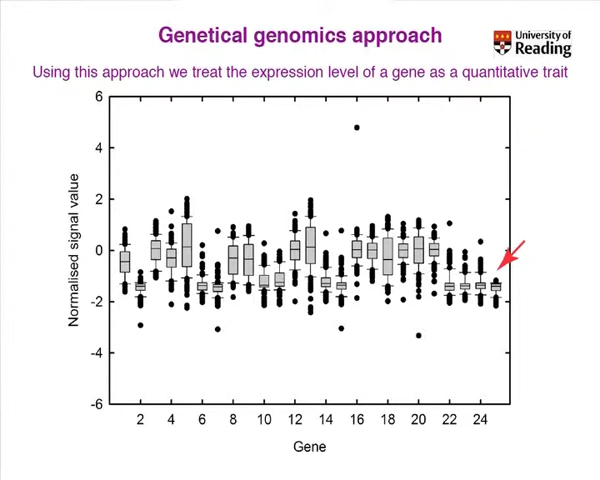 Genetical genomics approach
University of
Reading
Using this approach we treat the expression level of a gene as a quantitative trait
6
4
2
0
-2
-4
-6
Normalised signal value
2 4 6 8 10 12 14 16 18 20 22 24
Gene